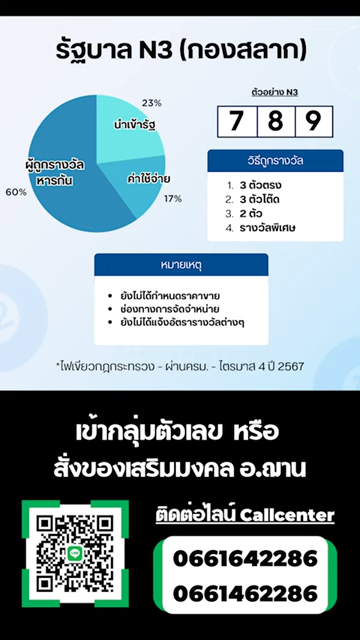 รัฐบาล N3 (กองสลาก)
23%
นำเข้ารัฐ
ผู้ถูกรางวัล
หารกัน
60%
ค่าใช้จ่าย
17%
ตัวอย่าง N3
7 8 9
วิธีถูกรางวัล
1. 3 ตัวตรง
2. 3 ตัวโต๊ด
3. 2 ตัว
4. รางวัลพิเศษ
หมายเหตุ
• ยังไม่ได้กำหนดราคาขาย
• ช่องทางการจัดจำหน่าย
• ยังไม่ได้แจ้งอัตรารางวัลต่างๆ
*ไฟเขียวกฎกระทรวง - ผ่านครม. - ไตรมาส 4 ปี 2567
เข้ากลุ่มตัวเลข หรือ
สั่งของเสริมมงคล อ.ฌาน
ติดต่อไลน์ Callcenter
0661642286
0661462286